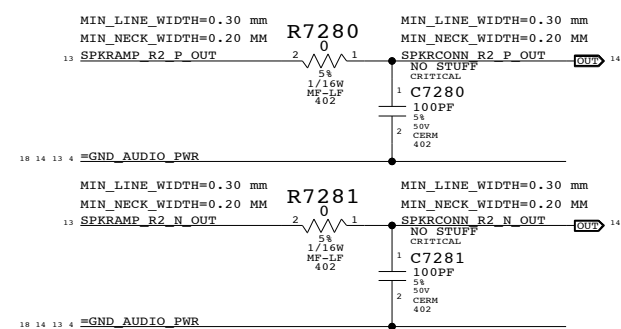 MIN_LINE_WIDTH=0.30 mm
MIN_NECK_WIDTH=0.20 MM
13 SPKRAMP_R2_P_OUT
R7280
0
2 1
5%
1/16W
MF-LF
402
MIN_LINE_WIDTH=0.30 mm
MIN_NECK_WIDTH=0.20 MM
SPKRCONN_R2_P_OUT
OUT 14
NO STUFF
CRITICAL
1 C7280
100PF
5%
50V
2 CERM
402
18 14 13 4 =GND_AUDIO_PWR
MIN_LINE_WIDTH=0.30 mm
MIN_NECK_WIDTH=0.20 MM
13 SPKRAMP_R2_N_OUT
R7281
0
2 1
5%
1/16W
MF-LF
402
MIN_LINE_WIDTH=0.30 mm
MIN_NECK_WIDTH=0.20 MM
SPKRCONN_R2_N_OUT
OUT 14
NO STUFF
CRITICAL
1 C7281
100PF
5%
50V
2 CERM
402
18 14 13 4 =GND_AUDIO_PWR